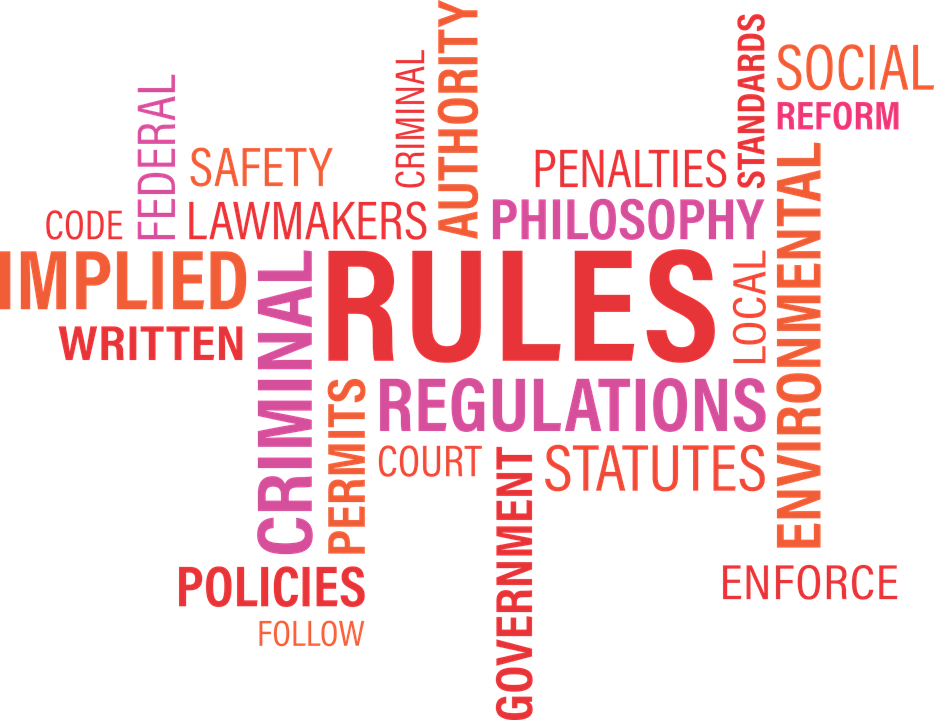 AUTHORITY
STANDARDS
SOCIAL
CRIMINAL
FEDERAL
REFORM
SAFETY
PENALTIES
ENVIRONMENTAL
CODE
LAWMAKERS
PHILOSOPHY
IMPLIED
CRIMINAL
RULES
LOCAL
WRITTEN
PERMITS
REGULATIONS
COURT
STATUTES
GOVERNMENT
POLICIES
ENFORCE
FOLLOW